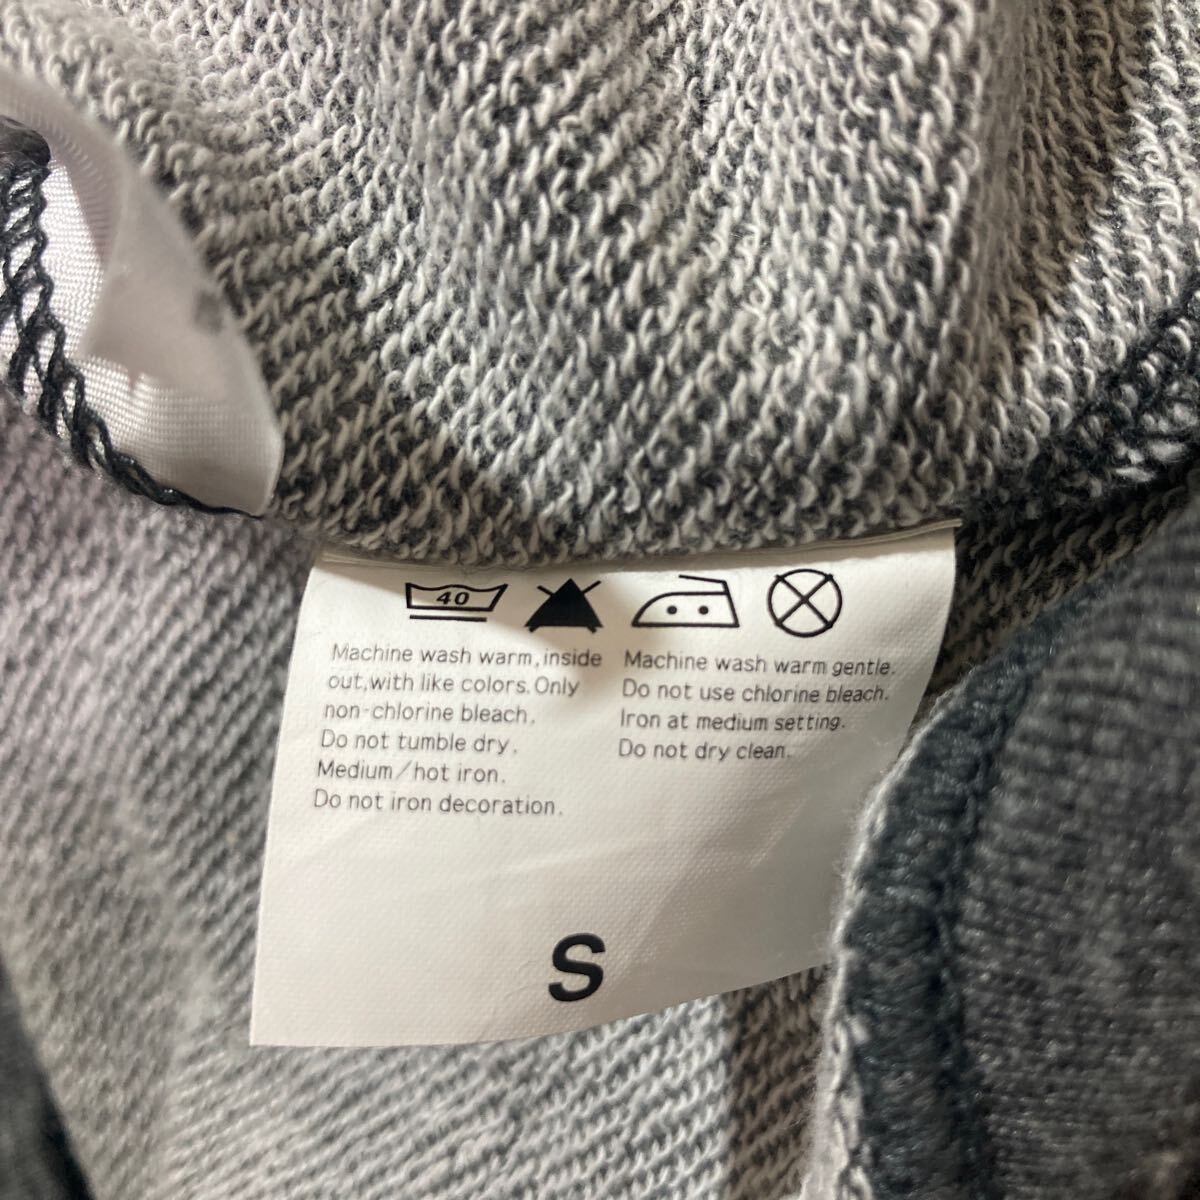 40
Machine wash warm, inside
out, with like colors. Only
non-chlorine bleach.
Do not tumble dry.
Medium/hot iron.
Do not iron decoration.
Machine wash warm gentle.
Do not use chlorine bleach.
Iron at medium setting.
Do not dry clean.
S